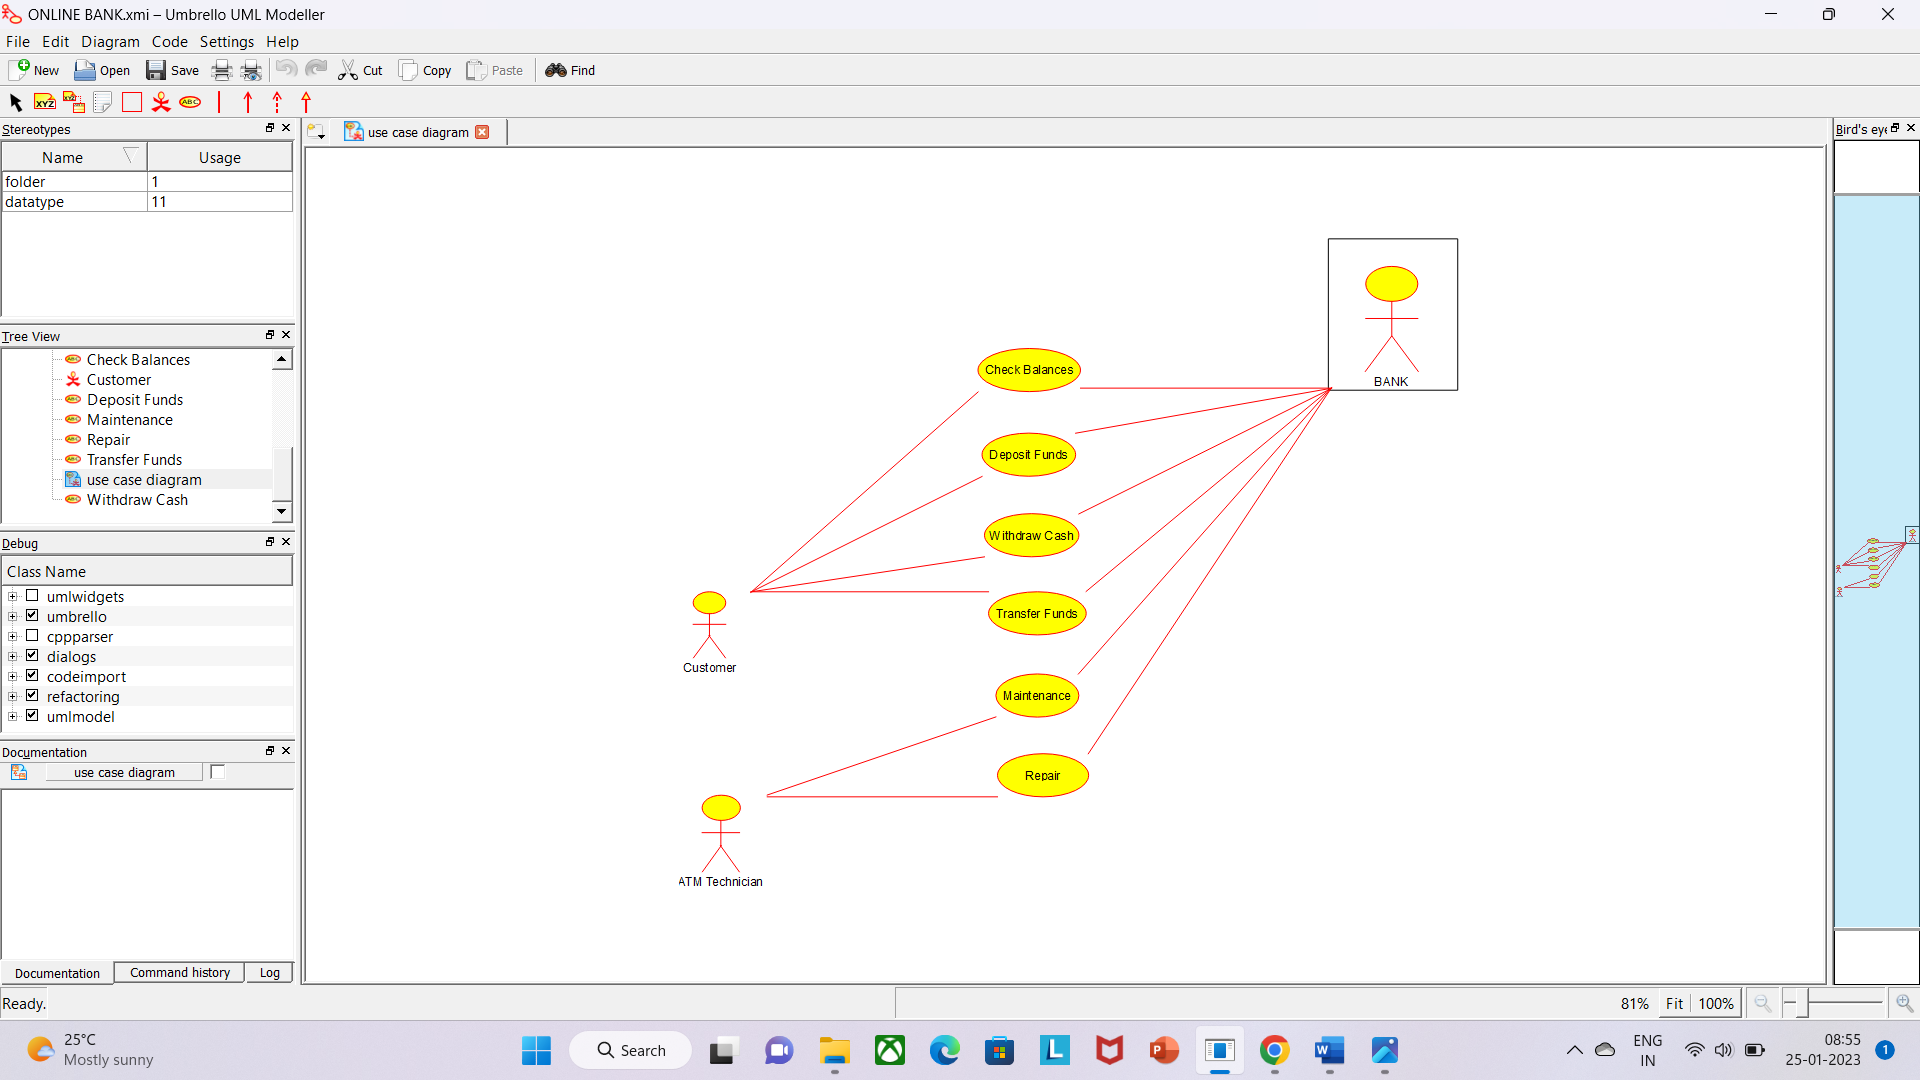 ONLINE BANK.xmi – Umbrello UML Modeller
File Edit Diagram Code Settings Help
New Open Save Cut Copy Paste Find
XYZ XYZ ABC
Stereotypes
Name Usage
folder 1
datatype 11
Tree View
Check Balances
Customer
Deposit Funds
Maintenance
Repair
Transfer Funds
use case diagram
Withdraw Cash
Debug
Class Name
umlwidgets
umbrello
cppparser
dialogs
codeimport
refactoring
umlmodel
Documentation
use case diagram
Documentation Command history Log
Ready.
use case diagram
BANK
Check Balances
Deposit Funds
Withdraw Cash
Transfer Funds
Customer
Maintenance
Repair
ATM Technician
Bird's eye
81% Fit 100%
25°C
Mostly sunny
Search
ENG
IN
08:55
25-01-2023
1